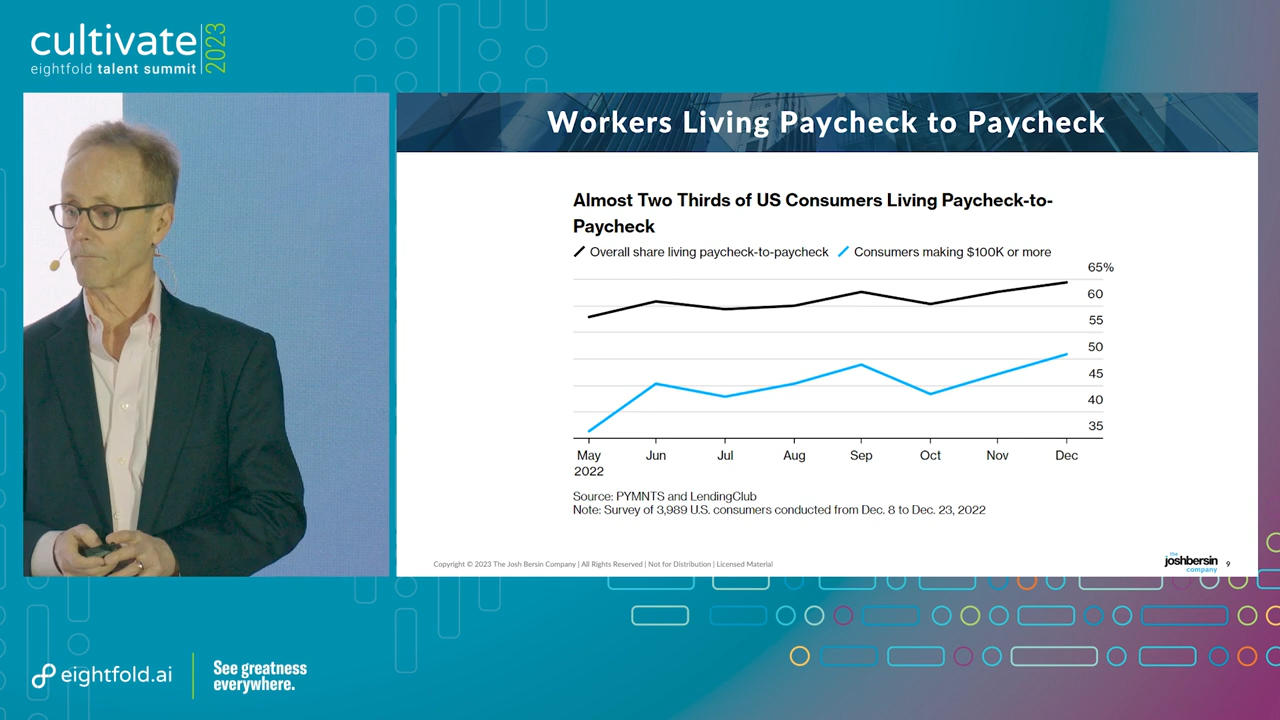 cultivate
2023
eightfold talent summit
Workers Living Paycheck to Paycheck
Almost Two Thirds of US Consumers Living Paycheck-to-
Paycheck
Overall share living paycheck-to-paycheck
Consumers making $100K or more
65%
60
55
50
45
40
35
May Jun Jul Aug Sep Oct Nov Dec
2022
Source: PYMNTS and LendingClub
Note: Survey of 3,989 U.S. consumers conducted from Dec. 8 to Dec. 23, 2022
Copyright © 2023 The Josh Bersin Company | All Rights Reserved | Not for Distribution | Licensed Material
the
joshbersin
company
9
eightfold.ai
See greatness
everywhere.